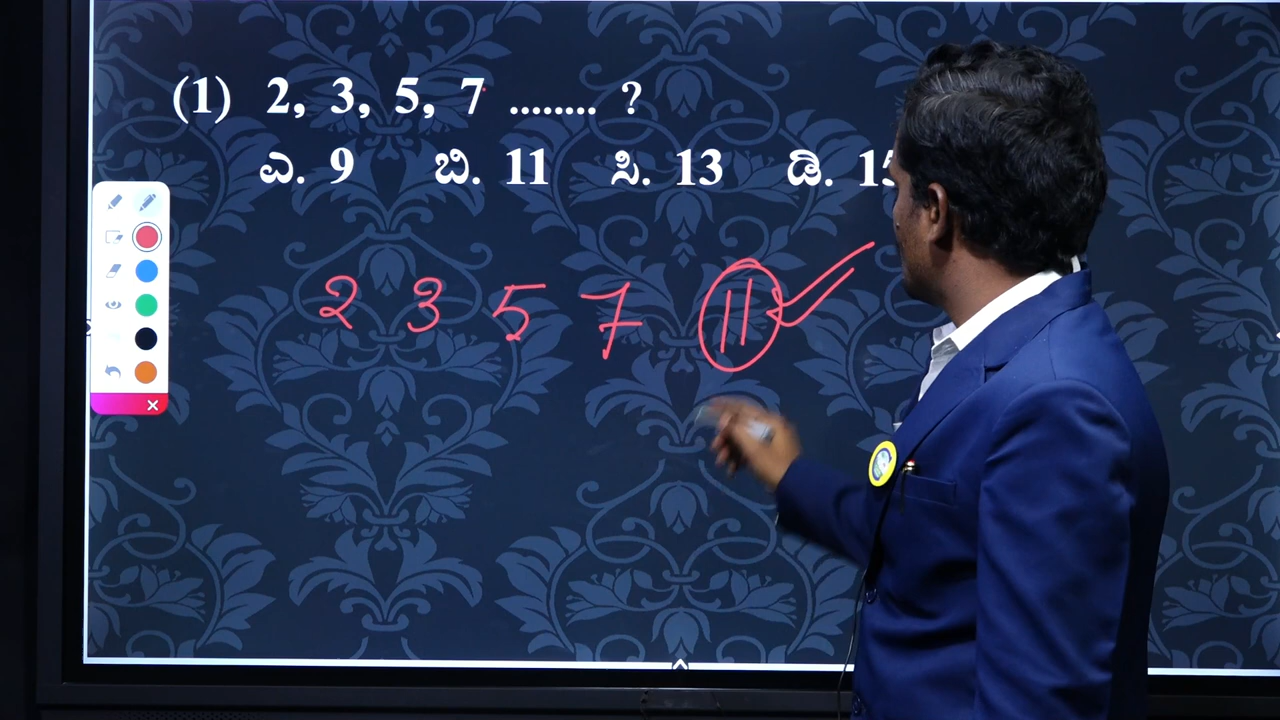 (1) 2, 3, 5, 7 ........ ?
ಎ. 9 ಬಿ. 11 ಸಿ. 13 ಡಿ. 15
2 3 5 7 11